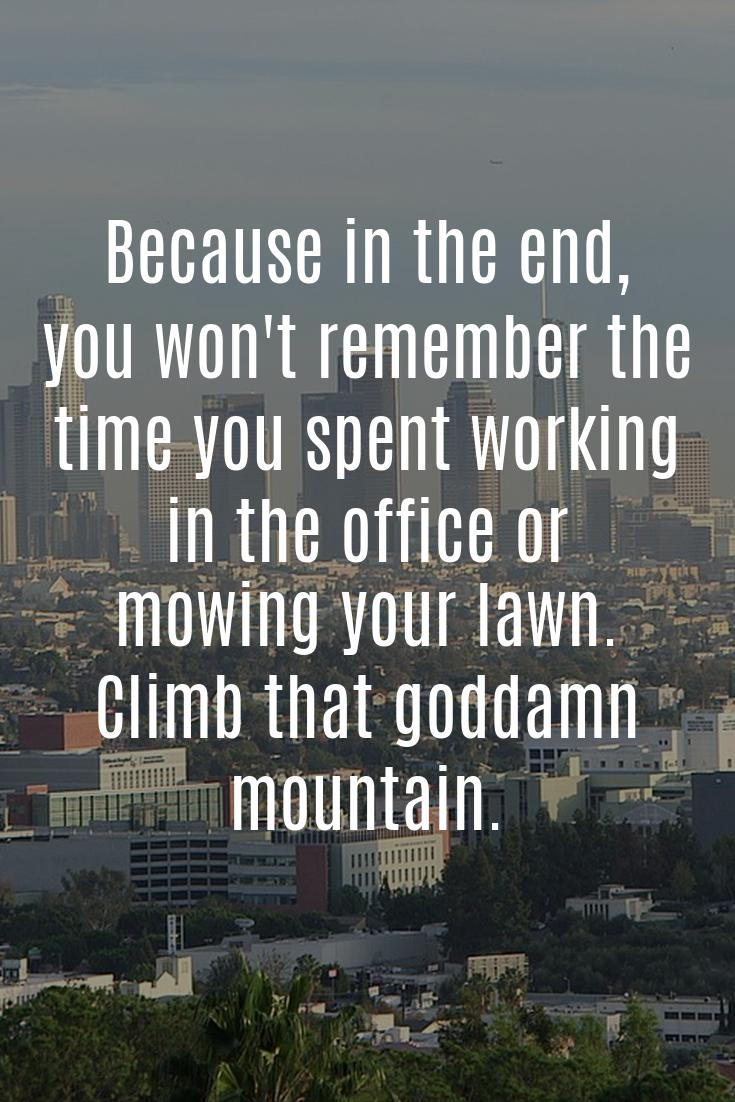 Because in the end,
you won't remember the
time you spent working
in the office or
mowing your lawn.
Climb that goddamn
mountain.